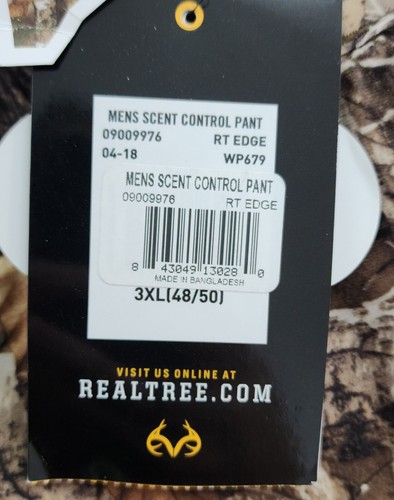 MENS SCENT CONTROL PANT
09009976 RT EDGE
04-18 WP679
MENS SCENT CONTROL PANT
09009976 RT EDGE
8 43049 13028 0
MADE IN BANGLADESH
3XL(48/50)
VISIT US ONLINE AT
REALTREE.COM